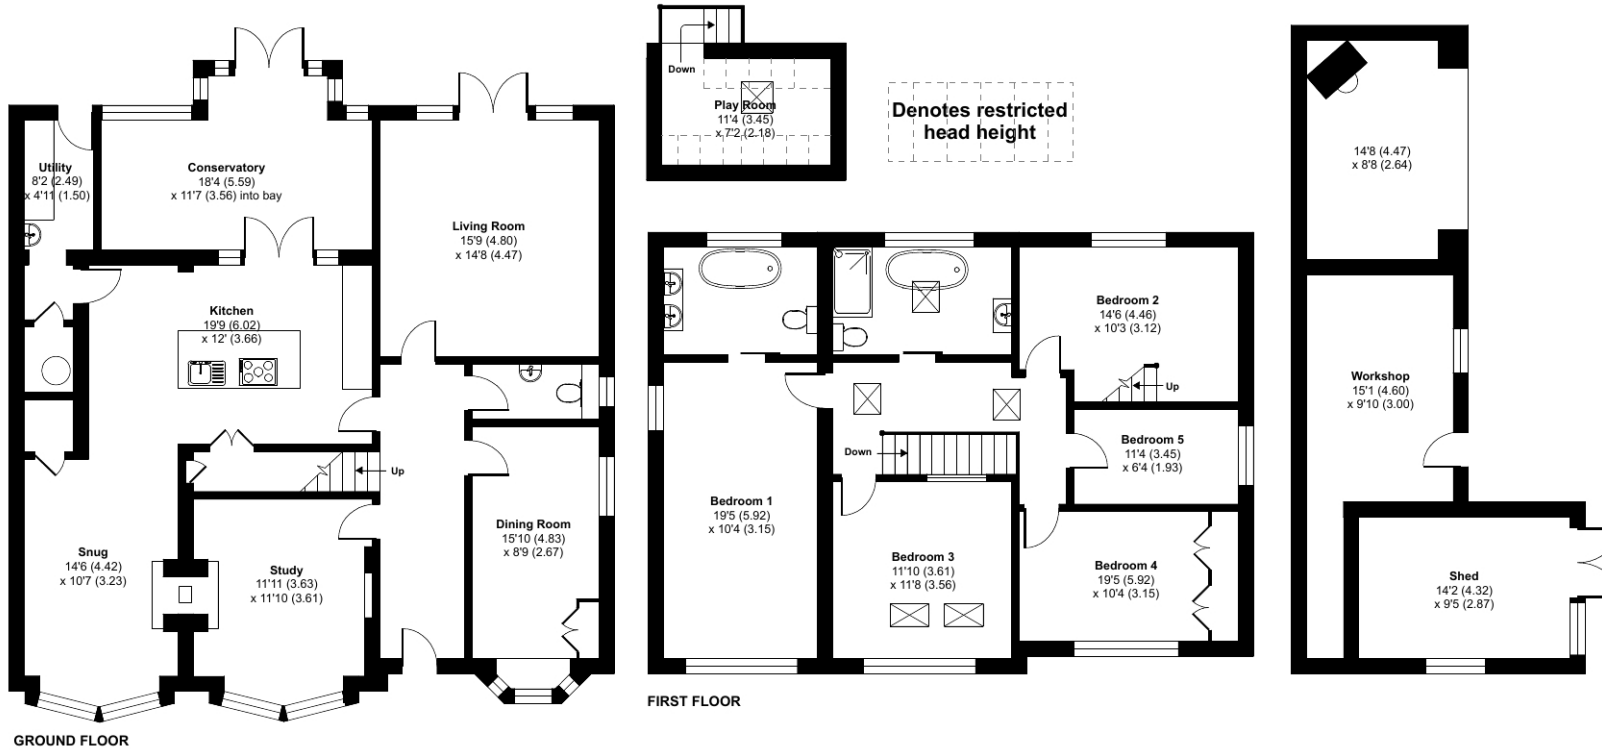 Utility
8'2 (2.49)
x 4'11 (1.50)
Conservatory
18'4 (5.59)
x 11'7 (3.56) into bay
Living Room
15'9 (4.80)
x 14'8 (4.47)
Kitchen
19'9 (6.02)
x 12' (3.66)
Up
Snug
14'6 (4.42)
x 10'7 (3.23)
Study
11'11 (3.63)
x 11'10 (3.61)
Dining Room
15'10 (4.83)
x 8'9 (2.67)
GROUND FLOOR
Down
Play Room
11'4 (3.45)
x 7'2 (2.18)
Denotes restricted
head height
Bedroom 2
14'6 (4.46)
x 10'3 (3.12)
Up
Bedroom 5
11'4 (3.45)
x 6'4 (1.93)
Down
Bedroom 1
19'5 (5.92)
x 10'4 (3.15)
Bedroom 3
11'10 (3.61)
x 11'8 (3.56)
Bedroom 4
19'5 (5.92)
x 10'4 (3.15)
FIRST FLOOR
14'8 (4.47)
x 8'8 (2.64)
Workshop
15'1 (4.60)
x 9'10 (3.00)
Shed
14'2 (4.32)
x 9'5 (2.87)